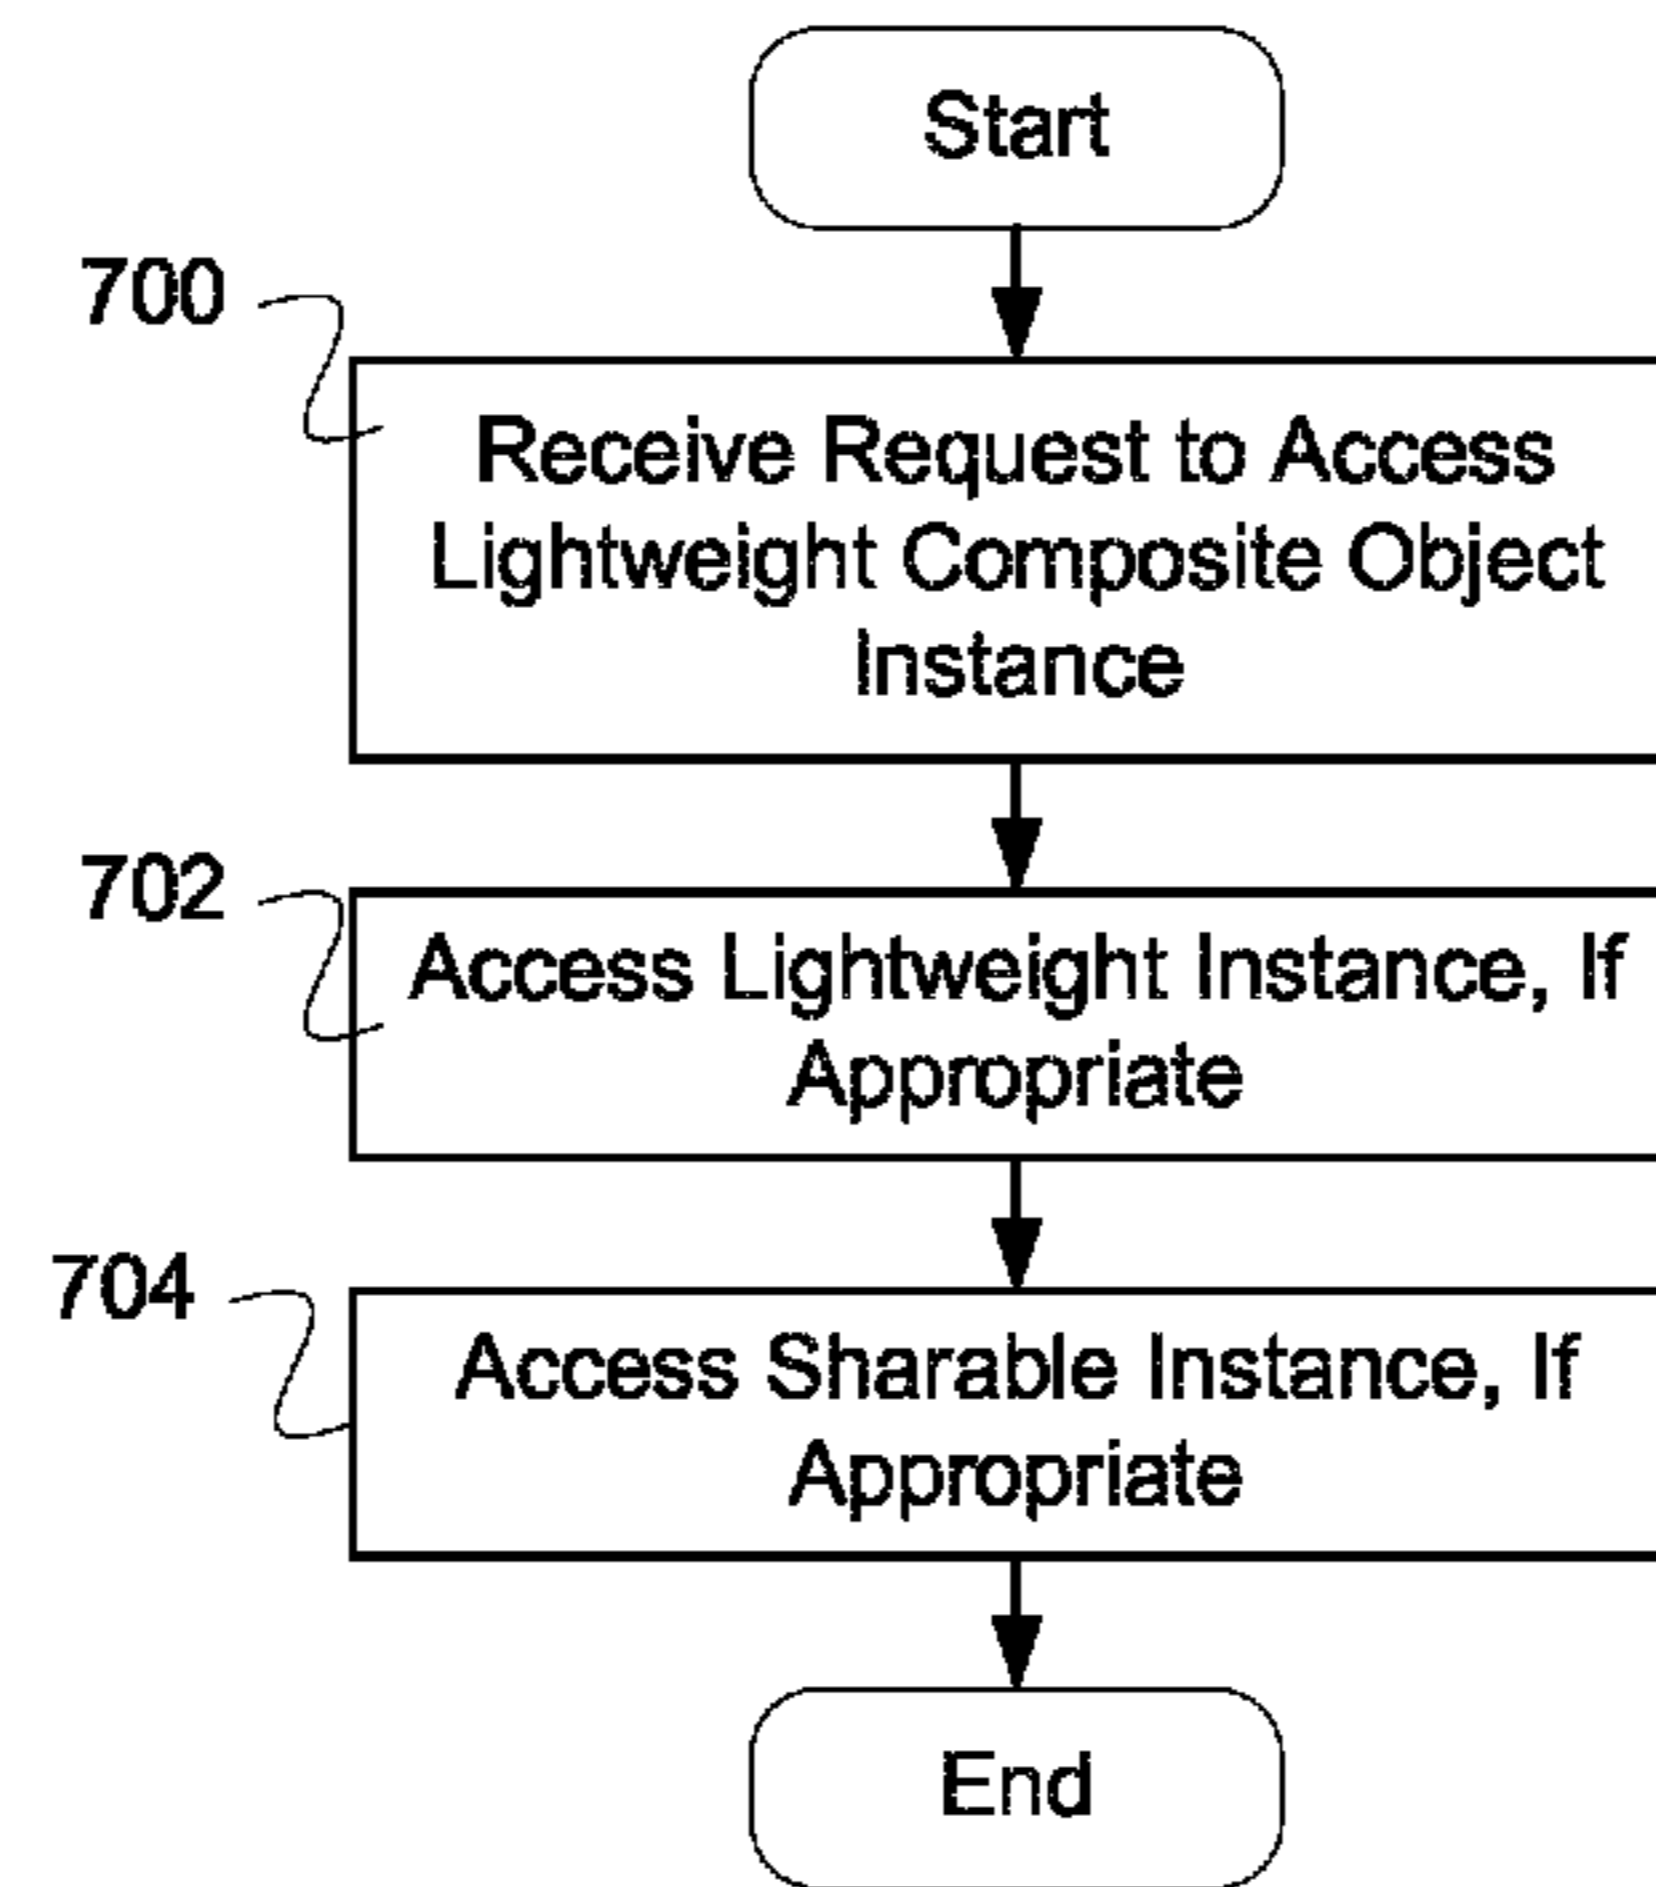 Start
700
Receive Request to Access
Lightweight Composite Object
Instance
702
Access Lightweight Instance, If
Appropriate
704
Access Sharable Instance, If
Appropriate
End